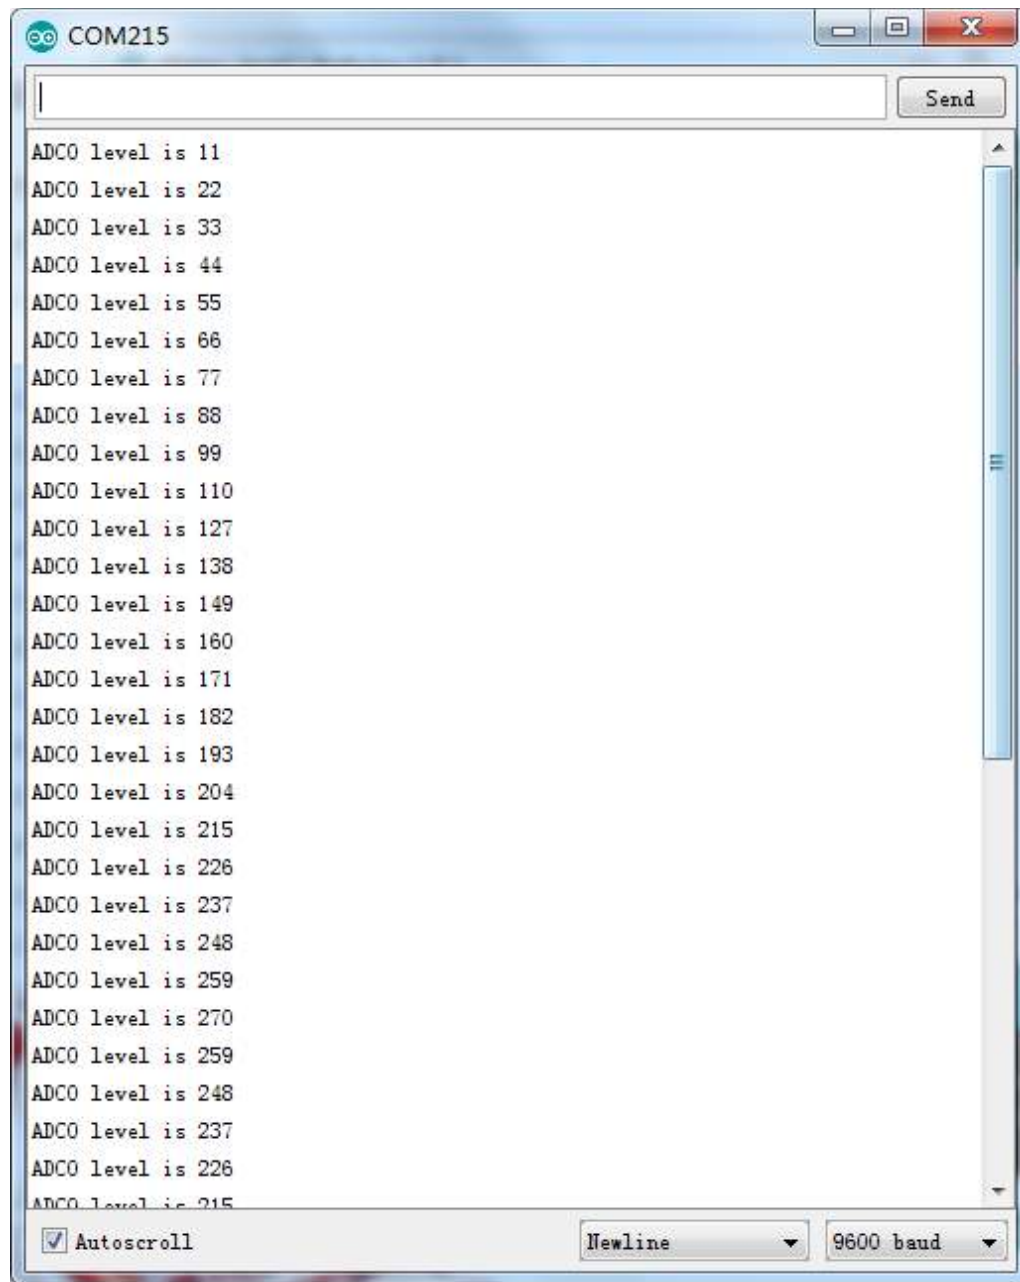 COM215
Send
ADC0 level is 11
ADC0 level is 22
ADC0 level is 33
ADC0 level is 44
ADC0 level is 55
ADC0 level is 66
ADC0 level is 77
ADC0 level is 88
ADC0 level is 99
ADC0 level is 110
ADC0 level is 127
ADC0 level is 138
ADC0 level is 149
ADC0 level is 160
ADC0 level is 171
ADC0 level is 182
ADC0 level is 193
ADC0 level is 204
ADC0 level is 215
ADC0 level is 226
ADC0 level is 237
ADC0 level is 248
ADC0 level is 259
ADC0 level is 270
ADC0 level is 259
ADC0 level is 248
ADC0 level is 237
ADC0 level is 226
ADC0 level is 215
Autoscroll
Newline
9600 baud